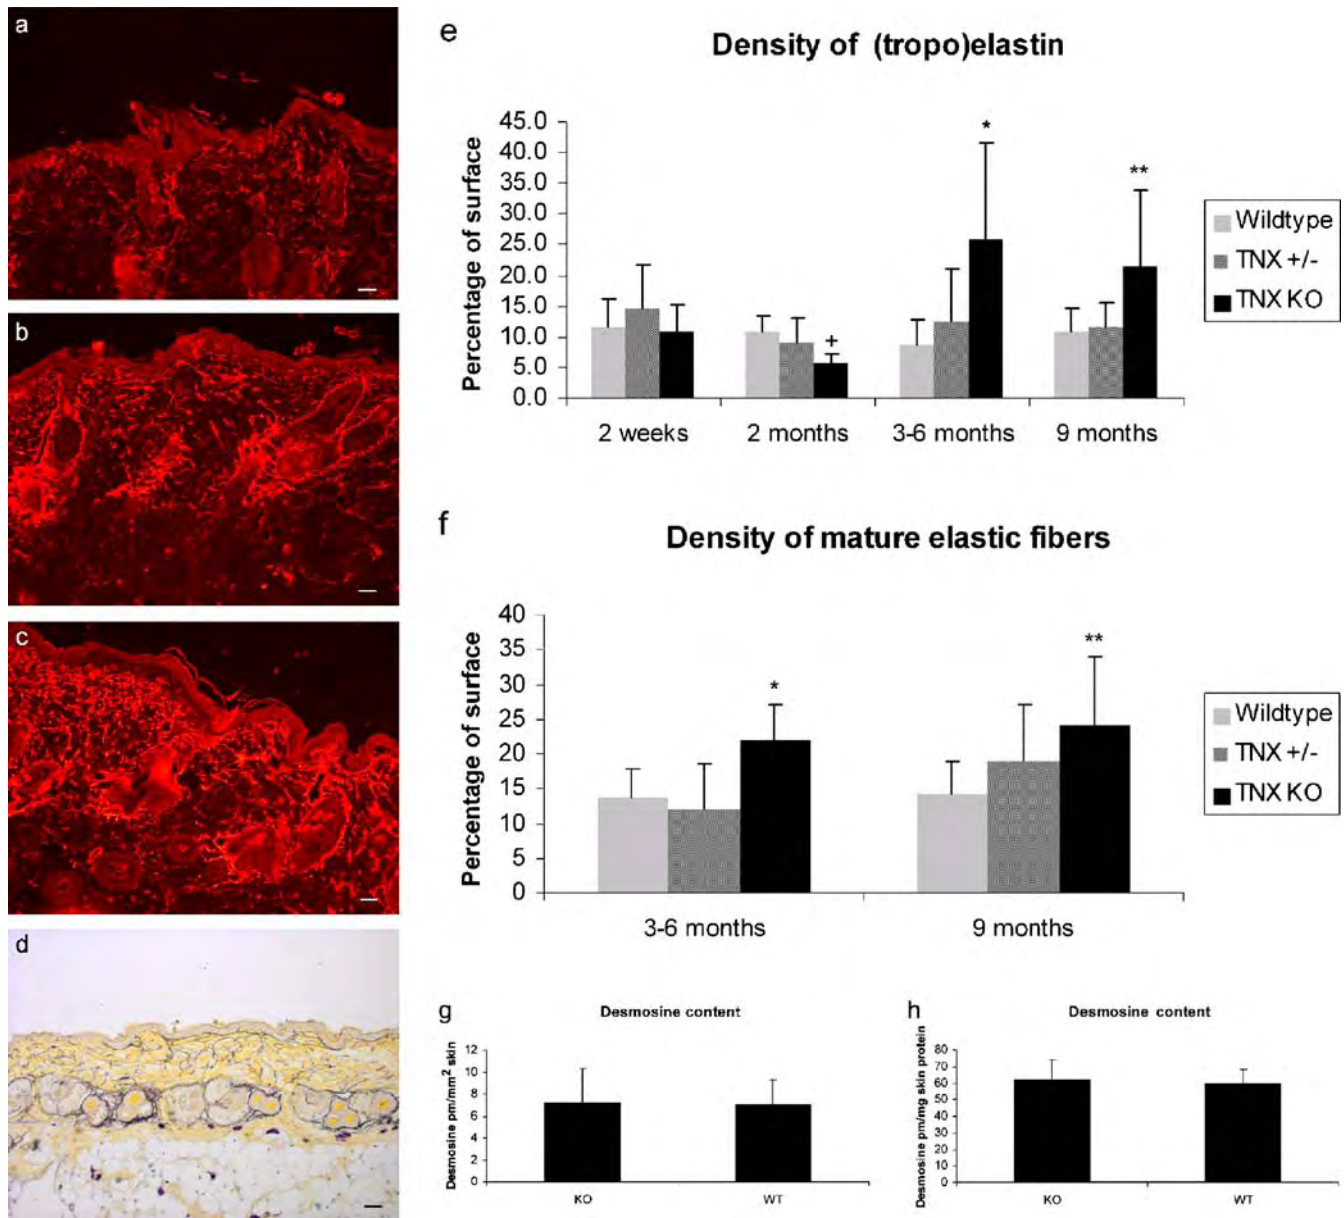 a
b
c
d
e
Density of (tropo)elastin
Percentage of surface
45.0
40.0
35.0
30.0
25.0
20.0
15.0
10.0
5.0
0.0
*
**
+
2 weeks 2 months 3-6 months 9 months
Wildtype
TNX +/-
TNX KO
f
Density of mature elastic fibers
Percentage of surface
40
35
30
25
20
15
10
5
0
*
**
3-6 months 9 months
Wildtype
TNX +/-
TNX KO
g
Desmosine content
Desmosine pm/mm² skin
12
10
8
6
4
2
0
KO WT
h
Desmosine content
Desmosine pm/mg skin protein
80
70
60
50
40
30
20
10
0
KO WT